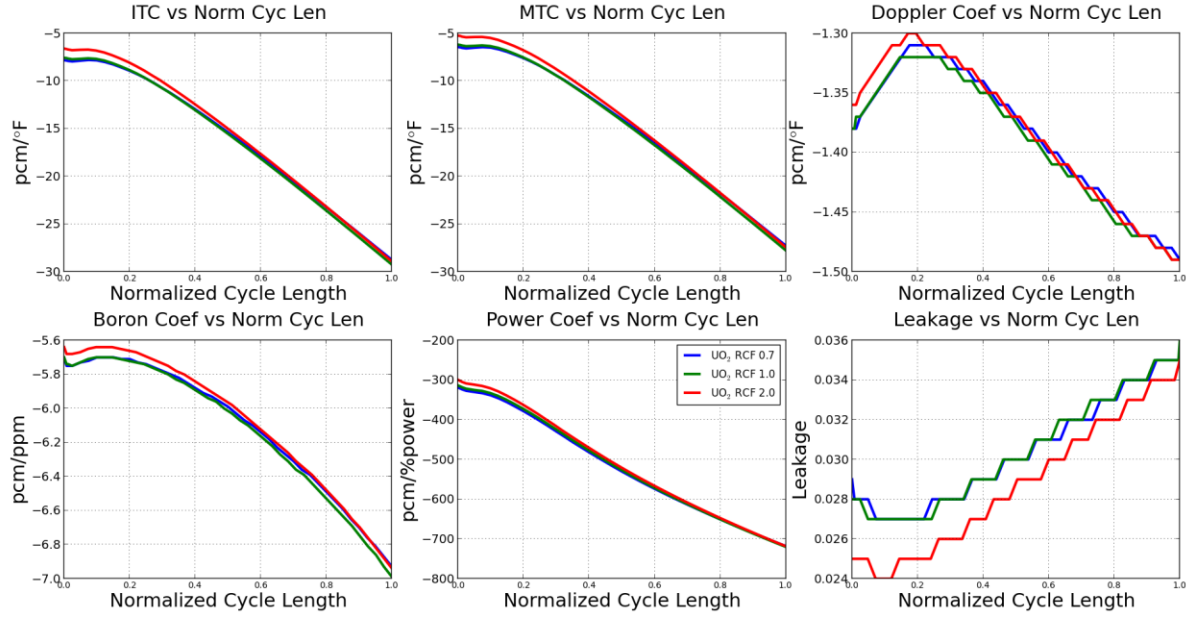 ITC vs Norm Cyc Len
−5
−10
−15
−20
−25
−30
pcm/°F
0.0 0.2 0.4 0.6 0.8 1.0
Normalized Cycle Length
MTC vs Norm Cyc Len
−5
−10
−15
−20
−25
−30
pcm/°F
0.0 0.2 0.4 0.6 0.8 1.0
Normalized Cycle Length
Doppler Coef vs Norm Cyc Len
−1.30
−1.35
−1.40
−1.45
−1.50
pcm/°F
0.0 0.2 0.4 0.6 0.8 1.0
Normalized Cycle Length
Boron Coef vs Norm Cyc Len
−5.6
−5.8
−6.0
−6.2
−6.4
−6.6
−6.8
−7.0
pcm/ppm
0.0 0.2 0.4 0.6 0.8 1.0
Normalized Cycle Length
Power Coef vs Norm Cyc Len
−200
−300
−400
−500
−600
−700
−800
pcm/%power
UO₂ RCF 0.7
UO₂ RCF 1.0
UO₂ RCF 2.0
0.0 0.2 0.4 0.6 0.8 1.0
Normalized Cycle Length
Leakage vs Norm Cyc Len
0.036
0.034
0.032
0.030
0.028
0.026
0.024
Leakage
0.0 0.2 0.4 0.6 0.8 1.0
Normalized Cycle Length